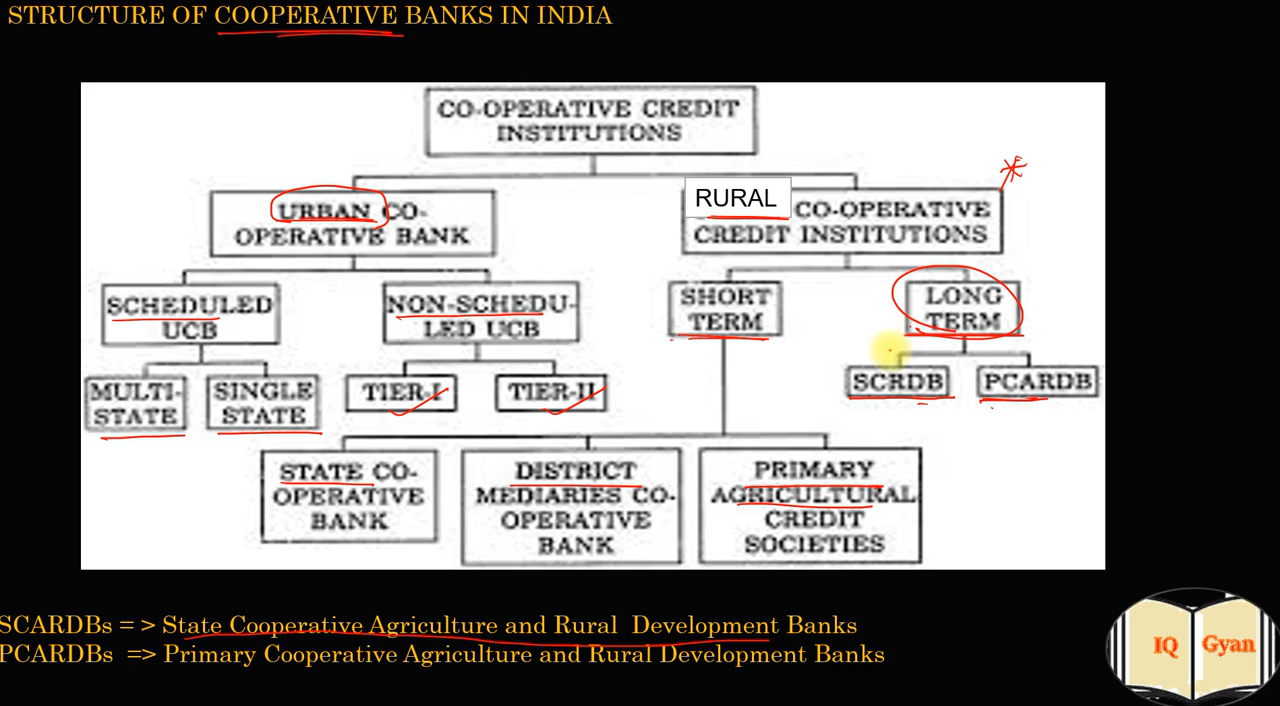 STRUCTURE OF COOPERATIVE BANKS IN INDIA
CO-OPERATIVE CREDIT
INSTITUTIONS
URBAN CO-
OPERATIVE BANK
RURAL
CO-OPERATIVE
CREDIT INSTITUTIONS
SCHEDULED
UCB
NON-SCHEDU-
LED UCB
SHORT
TERM
LONG
TERM
MULTI-
STATE
SINGLE
STATE
TIER-I
TIER-II
SCRDB
PCARDB
STATE CO-
OPERATIVE
BANK
DISTRICT
MEDIARIES CO-
OPERATIVE
BANK
PRIMARY
AGRICULTURAL
CREDIT
SOCIETIES
SCARDBs = > State Cooperative Agriculture and Rural Development Banks
PCARDBs => Primary Cooperative Agriculture and Rural Development Banks
IQ Gyan